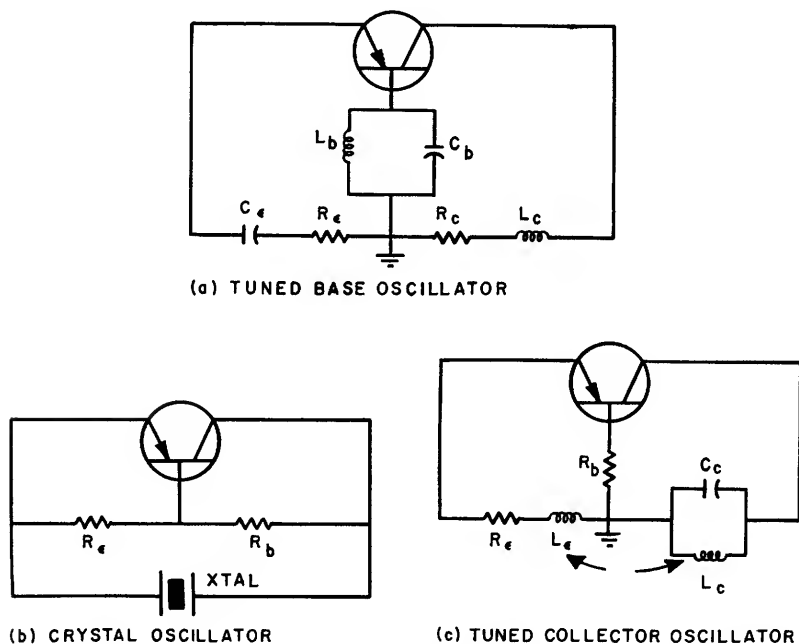 L_b
C_b
C_ε
R_ε
R_c
L_c
(a) TUNED BASE OSCILLATOR
R_ε
R_b
XTAL
(b) CRYSTAL OSCILLATOR
R_b
C_c
R_ε
L_ε
L_c
(c) TUNED COLLECTOR OSCILLATOR